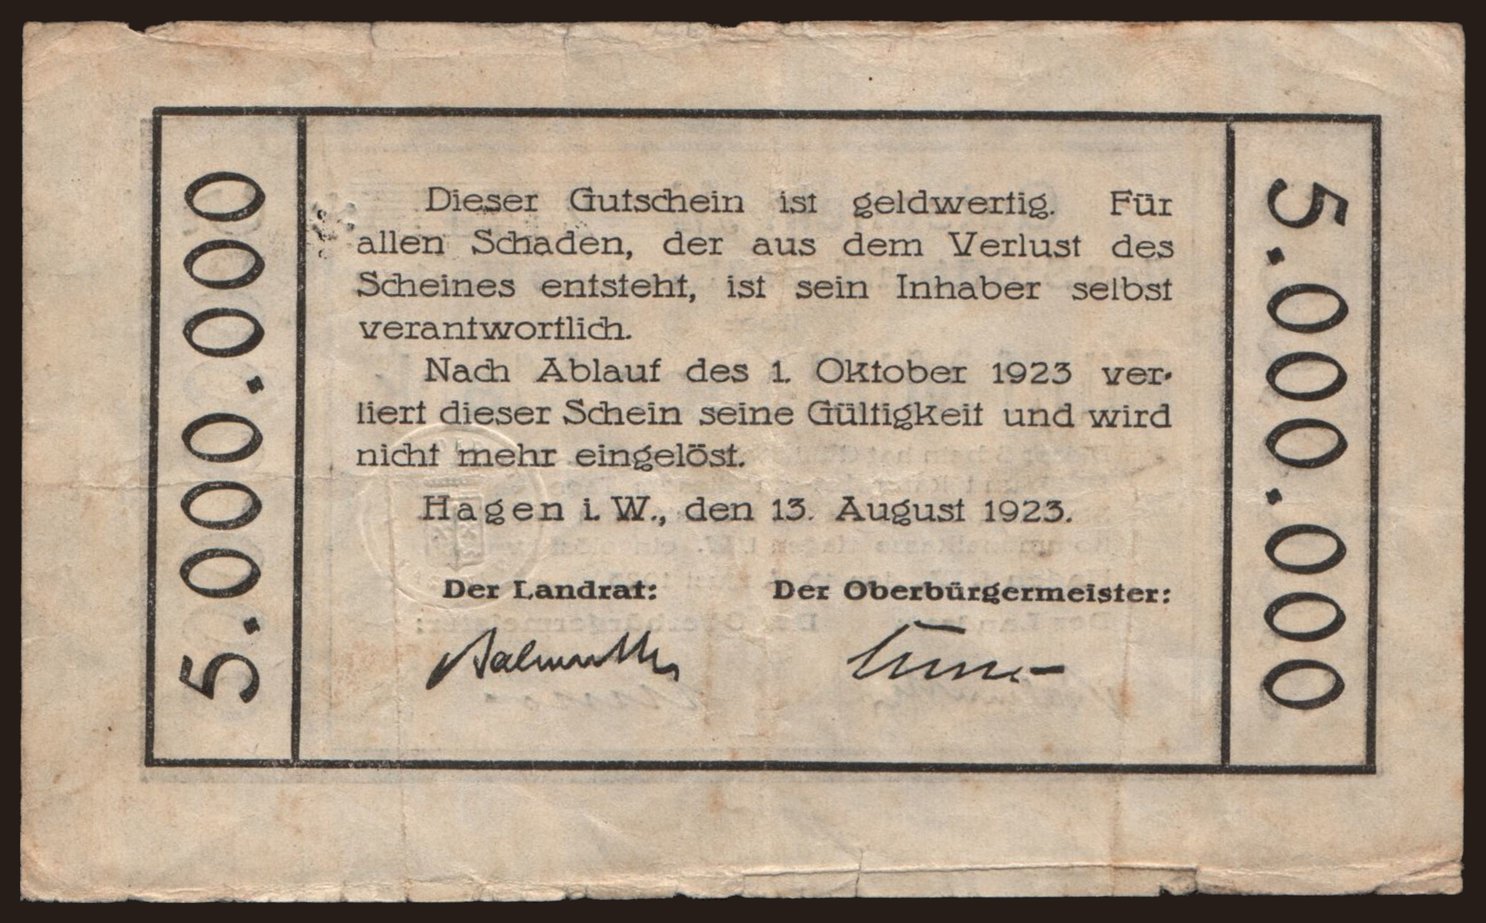 5.000.000
Dieser Gutschein ist geldwertig. Für
allen Schaden, der aus dem Verlust des
Scheines entsteht, ist sein Inhaber selbst
verantwortlich.
Nach Ablauf des 1. Oktober 1923 ver-
liert dieser Schein seine Gültigkeit und wird
nicht mehr eingelöst.
Hagen i. W., den 13. August 1923.
Der Landrat: Der Oberbürgermeister:
5.000.000